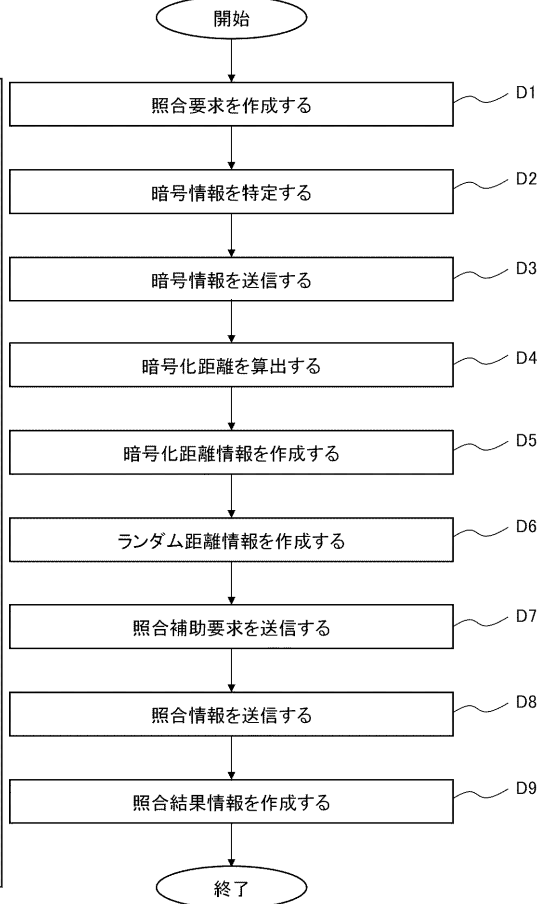 開始
照合要求を作成する D1
暗号情報を特定する D2
暗号情報を送信する D3
暗号化距離を算出する D4
暗号化距離情報を作成する D5
ランダム距離情報を作成する D6
照合補助要求を送信する D7
照合情報を送信する D8
照合結果情報を作成する D9
終了